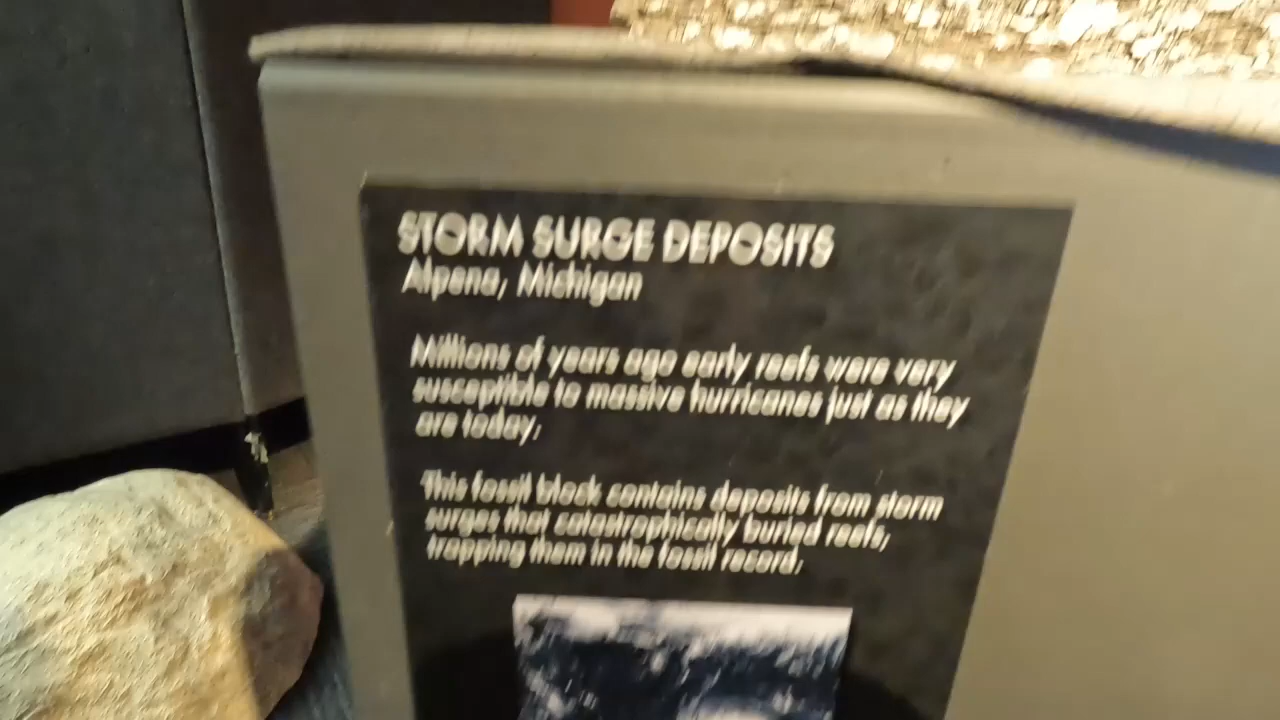 STORM SURGE DEPOSITS
Alpena, Michigan
Millions of years ago early reefs were very
susceptible to massive hurricanes just as they
are today.
This fossil block contains deposits from storm
surges that catastrophically buried reefs,
trapping them in the fossil record.